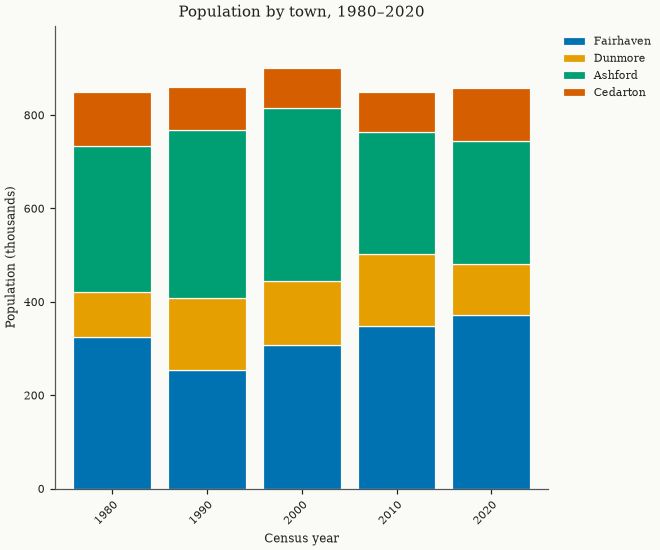 Population by town, 1980–2020
Fairhaven
Dunmore
Ashford
Cedarton
Population (thousands)
800
600
400
200
0
1980
1990
2000
2010
2020
Census year